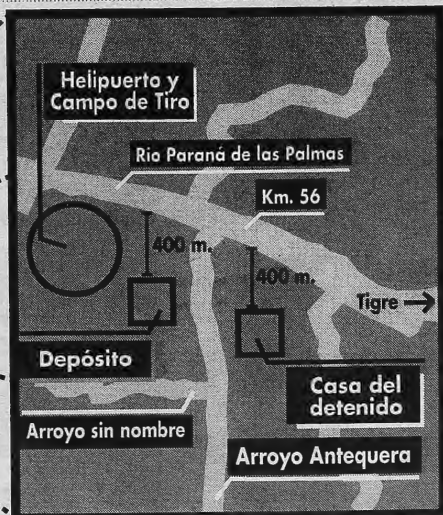 Helipuerto y
Campo de Tiro
Rio Paraná de las Palmas
Km. 56
400 m.
400 m.
Tigre
Depósito
Casa del
detenido
Arroyo sin nombre
Arroyo Antequera